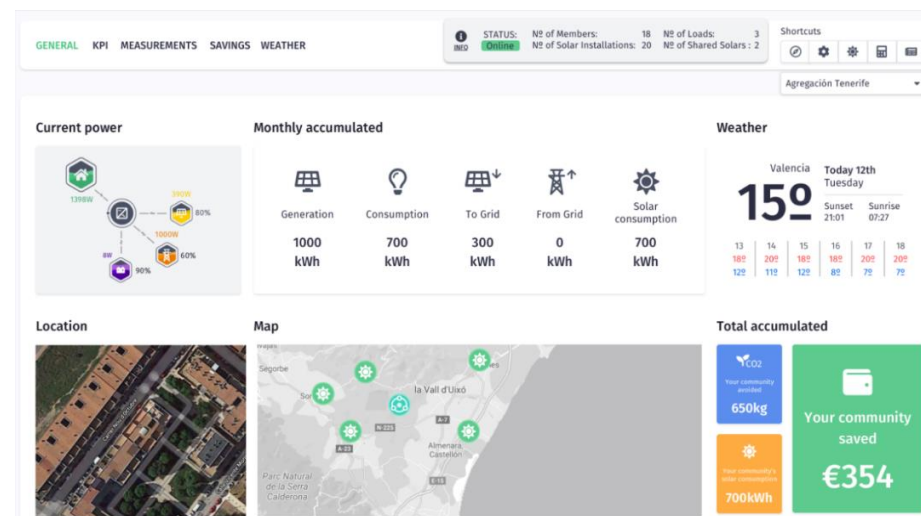 GENERAL KPI MEASUREMENTS SAVINGS WEATHER
INFO
STATUS:
Online
Nº of Members: 18
Nº of Solar Installations: 20
Nº of Loads: 3
Nº of Shared Solars : 2
Shortcuts
Agregación Tenerife
Current power
1398W
390W
80%
1000W
60%
8W
90%
Monthly accumulated
Generation
1000
kWh
Consumption
700
kWh
To Grid
300
kWh
From Grid
0
kWh
Solar
consumption
700
kWh
Weather
Valencia
15º
Today 12th
Tuesday
Sunset Sunrise
21:01 07:27
13 14 15 16 17 18
18º 20º 18º 18º 20º 20º
12º 11º 12º 8º 7º 7º
Location
Map
Segorbe
la Vall d'Uixó
N-225
A-7
A-23
Almenara
Castellón
E-15
Parc Natural
de la Serra
Calderona
Total accumulated
CO2
Your community
avoided
650kg
Your community's
solar consumption
700kWh
Your community
saved
€354